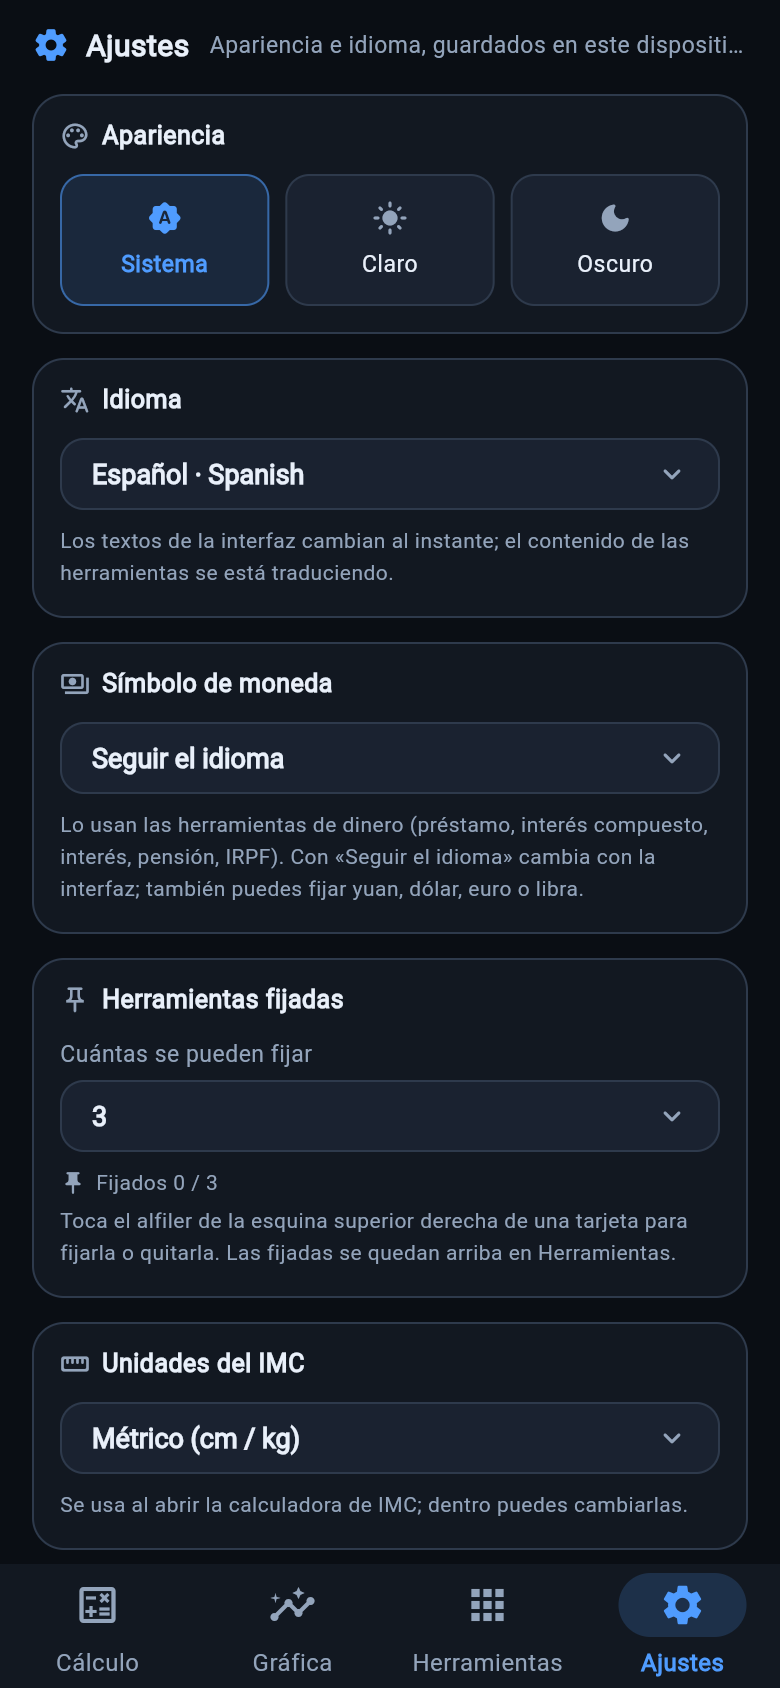 Ajustes Apariencia e idioma, guardados en este dispositi…
Apariencia
Sistema
Claro
Oscuro
Idioma
Español · Spanish
Los textos de la interfaz cambian al instante; el contenido de las
herramientas se está traduciendo.
Símbolo de moneda
Seguir el idioma
Lo usan las herramientas de dinero (préstamo, interés compuesto,
interés, pensión, IRPF). Con «Seguir el idioma» cambia con la
interfaz; también puedes fijar yuan, dólar, euro o libra.
Herramientas fijadas
Cuántas se pueden fijar
3
Fijados 0 / 3
Toca el alfiler de la esquina superior derecha de una tarjeta para
fijarla o quitarla. Las fijadas se quedan arriba en Herramientas.
Unidades del IMC
Métrico (cm / kg)
Se usa al abrir la calculadora de IMC; dentro puedes cambiarlas.
Cálculo
Gráfica
Herramientas
Ajustes